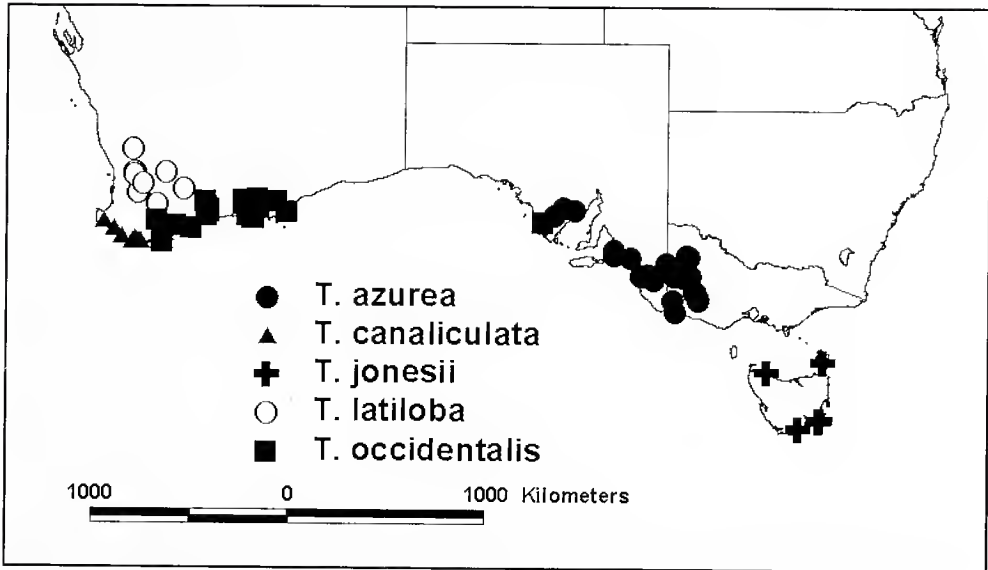 T. azurea
T. canaliculata
T. jonesii
T. latiloba
T. occidentalis
1000 0 1000 Kilometers